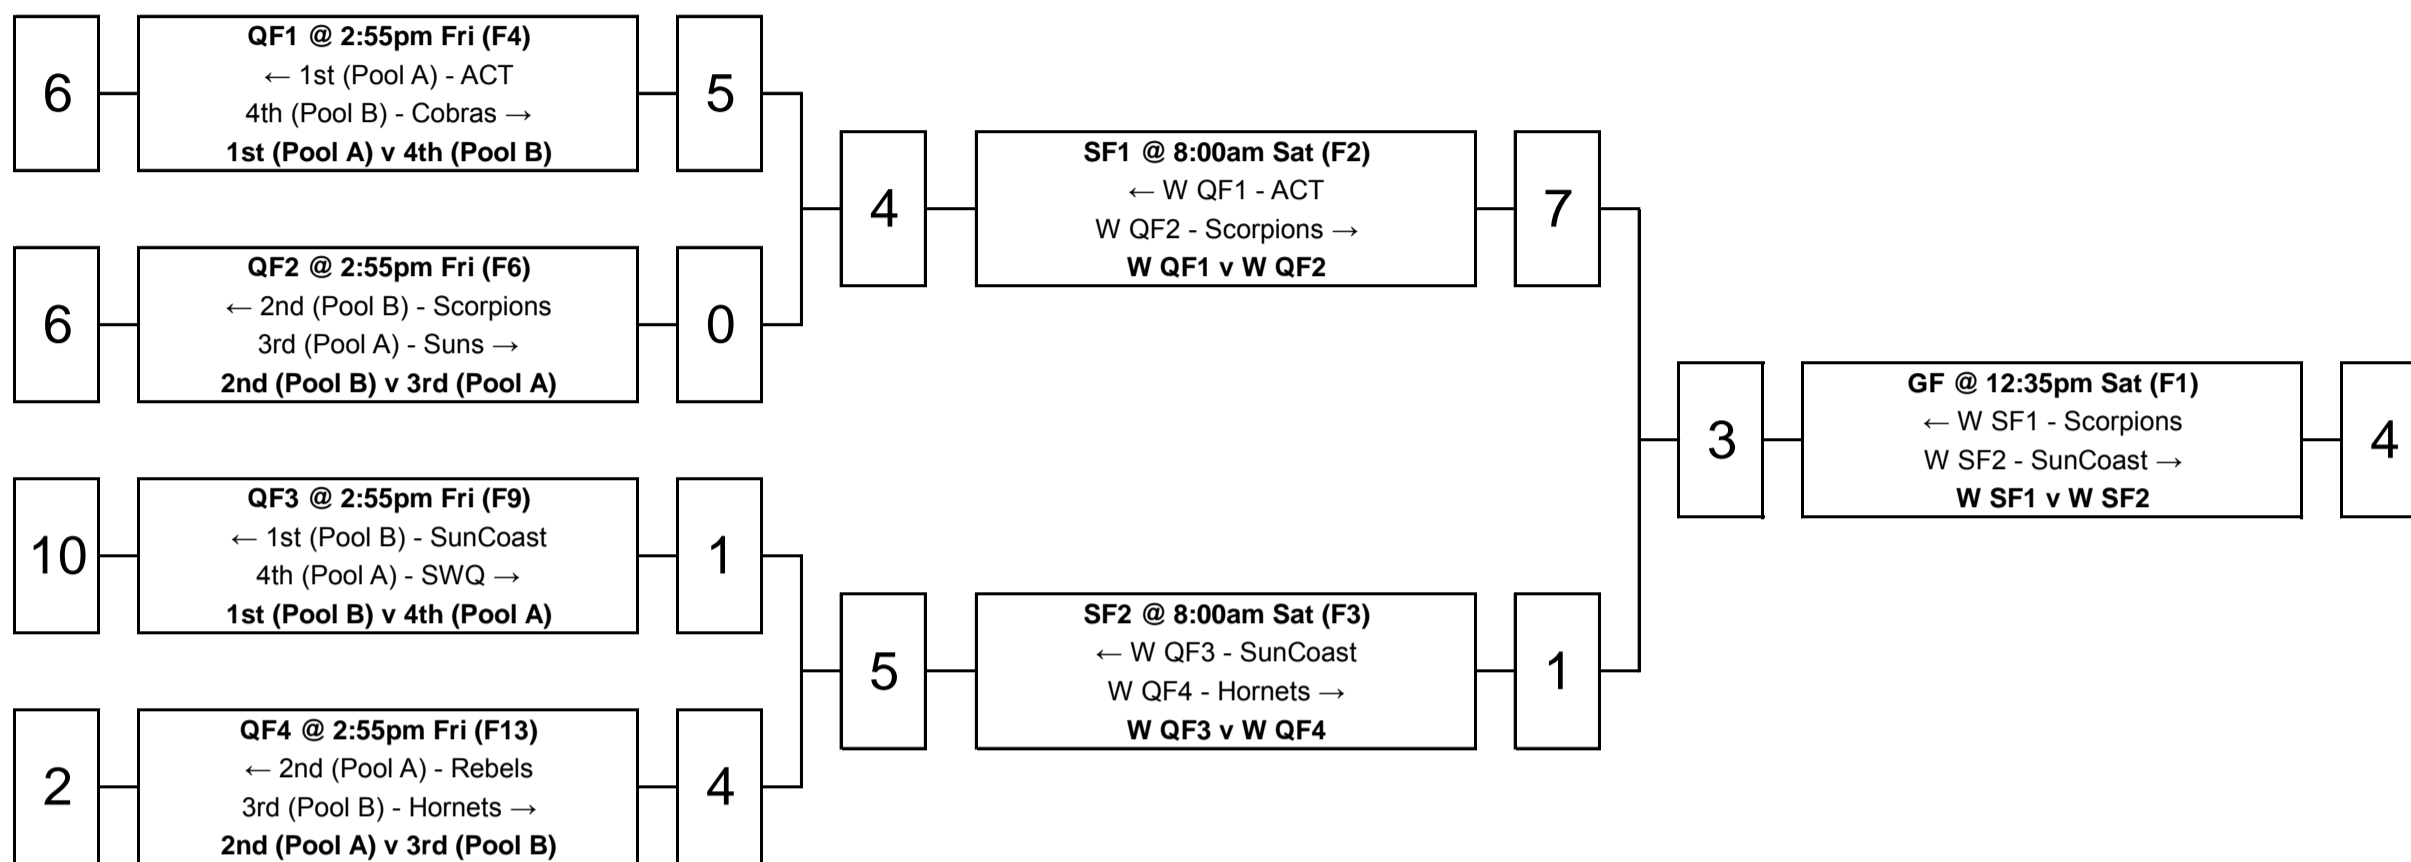 6
QF1 @ 2:55pm Fri (F4)
← 1st (Pool A) - ACT
4th (Pool B) - Cobras →
1st (Pool A) v 4th (Pool B)
5
6
QF2 @ 2:55pm Fri (F6)
← 2nd (Pool B) - Scorpions
3rd (Pool A) - Suns →
2nd (Pool B) v 3rd (Pool A)
0
10
QF3 @ 2:55pm Fri (F9)
← 1st (Pool B) - SunCoast
4th (Pool A) - SWQ →
1st (Pool B) v 4th (Pool A)
1
2
QF4 @ 2:55pm Fri (F13)
← 2nd (Pool A) - Rebels
3rd (Pool B) - Hornets →
2nd (Pool A) v 3rd (Pool B)
4
4
SF1 @ 8:00am Sat (F2)
← W QF1 - ACT
W QF2 - Scorpions →
W QF1 v W QF2
7
5
SF2 @ 8:00am Sat (F3)
← W QF3 - SunCoast
W QF4 - Hornets →
W QF3 v W QF4
1
3
GF @ 12:35pm Sat (F1)
← W SF1 - Scorpions
W SF2 - SunCoast →
W SF1 v W SF2
4